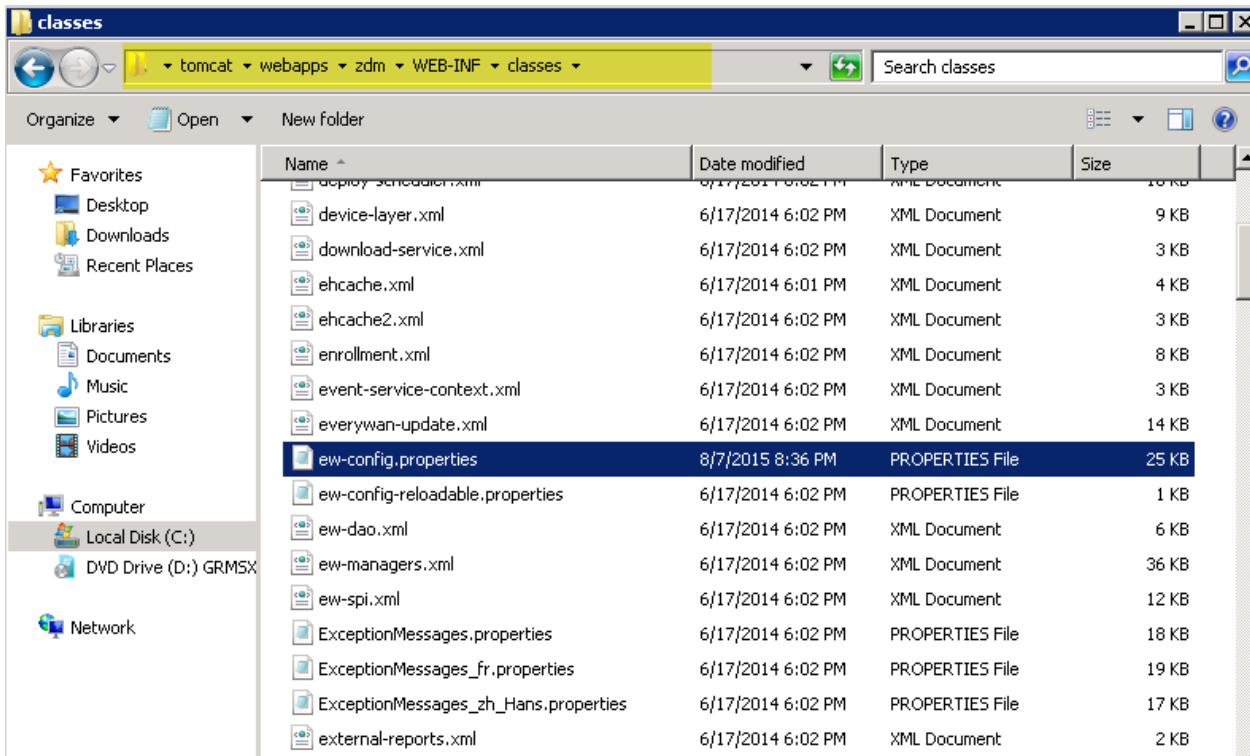 classes
tomcat webapps zdm WEB-INF classes Search classes
Organize Open New folder
Favorites
Desktop
Downloads
Recent Places
Libraries
Documents
Music
Pictures
Videos
Computer
Local Disk (C:)
DVD Drive (D:) GRMSX
Network
Name Date modified Type Size
deploy-scheduler.xml 6/17/2014 6:02 PM XML Document
device-layer.xml 6/17/2014 6:02 PM XML Document 9 KB
download-service.xml 6/17/2014 6:02 PM XML Document 3 KB
ehcache.xml 6/17/2014 6:01 PM XML Document 4 KB
ehcache2.xml 6/17/2014 6:02 PM XML Document 3 KB
enrollment.xml 6/17/2014 6:02 PM XML Document 8 KB
event-service-context.xml 6/17/2014 6:02 PM XML Document 3 KB
everywan-update.xml 6/17/2014 6:02 PM XML Document 14 KB
ew-config.properties 8/7/2015 8:36 PM PROPERTIES File 25 KB
ew-config-reloadable.properties 6/17/2014 6:02 PM PROPERTIES File 1 KB
ew-dao.xml 6/17/2014 6:02 PM XML Document 6 KB
ew-managers.xml 6/17/2014 6:02 PM XML Document 36 KB
ew-spi.xml 6/17/2014 6:02 PM XML Document 12 KB
ExceptionMessages.properties 6/17/2014 6:02 PM PROPERTIES File 18 KB
ExceptionMessages_fr.properties 6/17/2014 6:02 PM PROPERTIES File 19 KB
ExceptionMessages_zh_Hans.properties 6/17/2014 6:02 PM PROPERTIES File 17 KB
external-reports.xml 6/17/2014 6:02 PM XML Document 2 KB